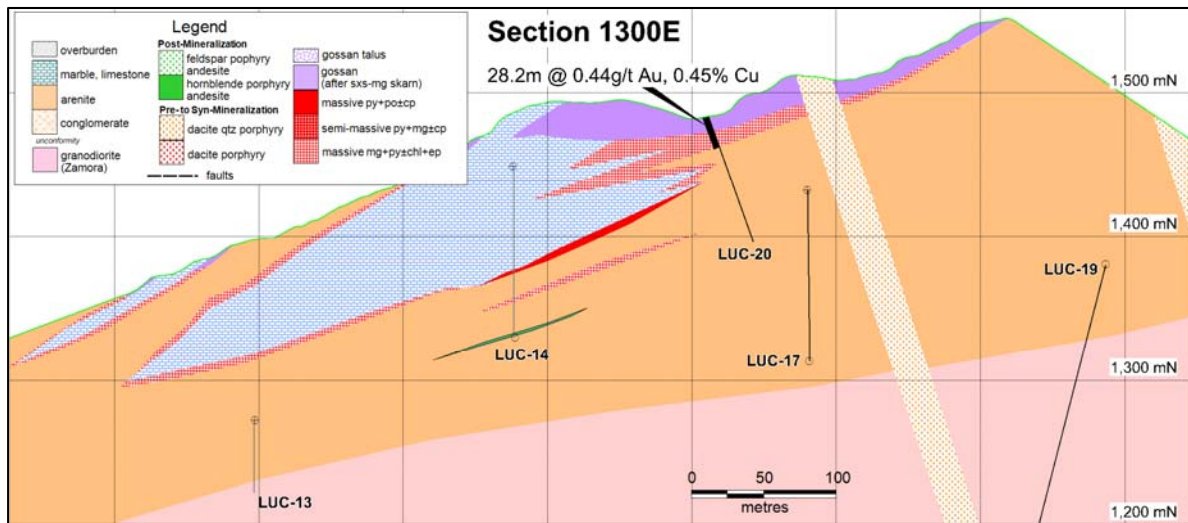 Legend
overburden
marble, limestone
arenite
conglomerate
unconformity
granodiorite
(Zamora)
Post-Mineralization
feldspar pophyry
andesite
hornblende porphyry
andesite
Pre-to Syn-Mineralization
dacite qtz porphyry
dacite porphyry
faults
gossan talus
gossan
(after sxs-mg skarn)
massive py+po±cp
semi-massive py+mg±cp
massive mg+py±chl+ep
Section 1300E
28.2m @ 0.44g/t Au, 0.45% Cu
1,500 mN
1,400 mN
LUC-20
LUC-19
LUC-14
LUC-17
1,300 mN
0 50 100
metres
LUC-13
1,200 mN